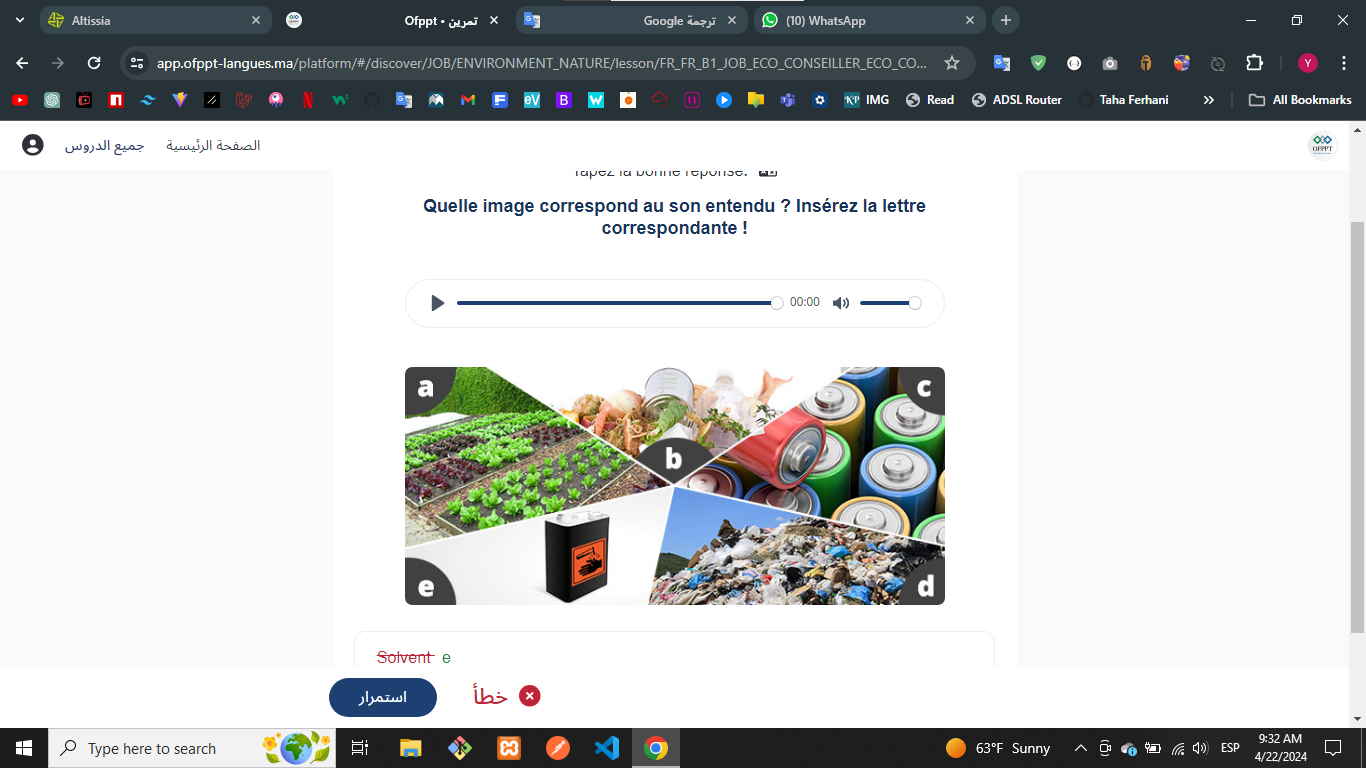 Altissia
Ofppt • تمرين
ترجمة Google
(10) WhatsApp
app.ofppt-langues.ma/platform/#/discover/JOB/ENVIRONMENT_NATURE/lesson/FR_FR_B1_JOB_ECO_CONSEILLER_ECO_CO...
Y
IMG
Read
ADSL Router
Taha Ferhani
»
All Bookmarks
جميع الدروس
الصفحة الرئيسية
OFPPT
Tapez la bonne réponse.
Quelle image correspond au son entendu ? Insérez la lettre
correspondante !
00:00
a
b
c
e
d
Solvent e
استمرار
خطأ
Type here to search
63°F Sunny
ESP
9:32 AM
4/22/2024